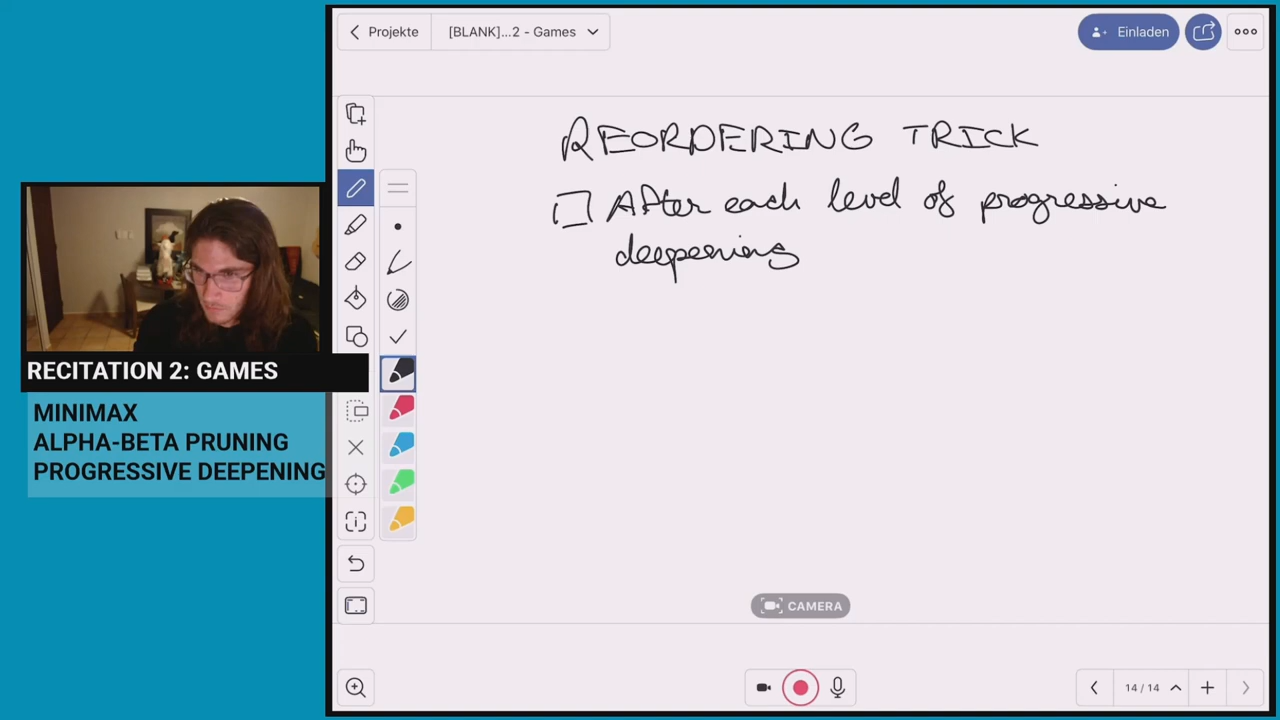 Projekte
[BLANK]...2 - Games
Einladen
REORDERING TRICK
After each level of progressive
deepening
RECITATION 2: GAMES
MINIMAX
ALPHA-BETA PRUNING
PROGRESSIVE DEEPENING
CAMERA
14 / 14